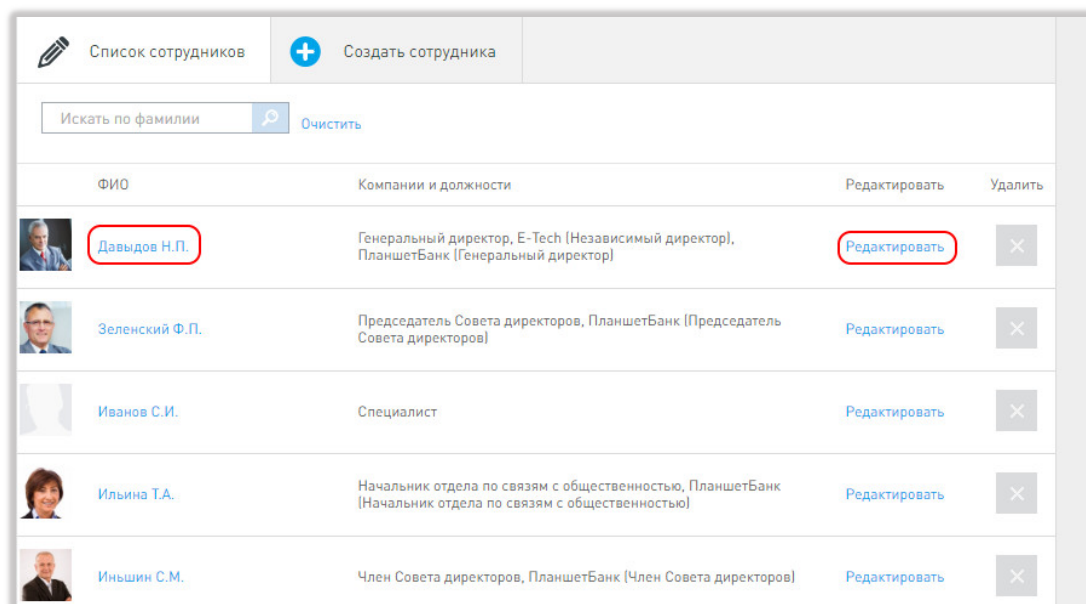 Список сотрудников
Создать сотрудника
Искать по фамилии
Очистить
ФИО Компании и должности Редактировать Удалить
Давыдов Н.П. Генеральный директор, E-Tech (Независимый директор), Редактировать
ПланшетБанк (Генеральный директор)
Зеленский Ф.П. Председатель Совета директоров, ПланшетБанк (Председатель Редактировать
Совета директоров)
Иванов С.И. Специалист Редактировать
Ильина Т.А. Начальник отдела по связям с общественностью, ПланшетБанк Редактировать
(Начальник отдела по связям с общественностью)
Иньшин С.М. Член Совета директоров, ПланшетБанк (Член Совета директоров) Редактировать